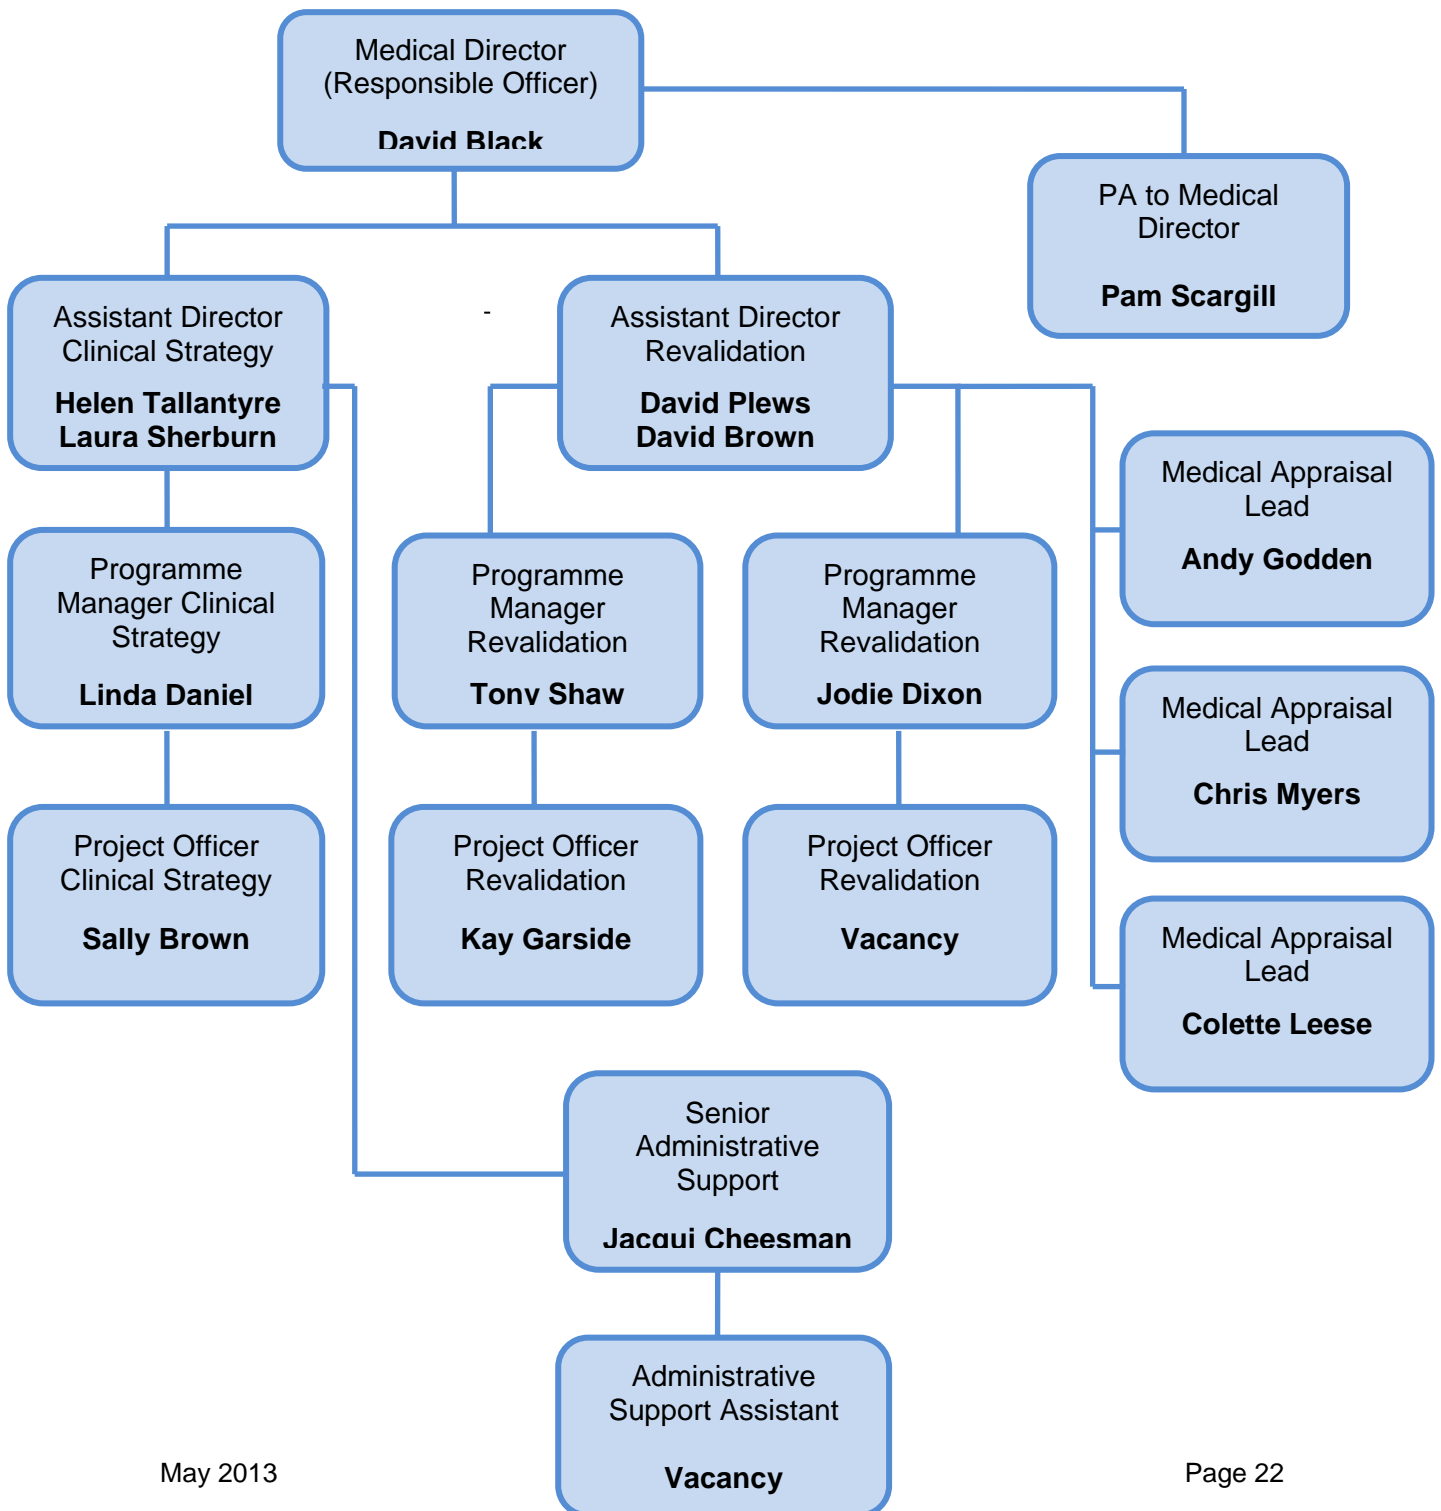 Medical Director
(Responsible Officer)
David Black
PA to Medical
Director
Pam Scargill
Assistant Director
Clinical Strategy
Helen Tallantyre
Laura Sherburn
-
Assistant Director
Revalidation
David Plews
David Brown
Medical Appraisal
Lead
Andy Godden
Programme
Manager Clinical
Strategy
Linda Daniel
Programme
Manager
Revalidation
Tony Shaw
Programme
Manager
Revalidation
Jodie Dixon
Medical Appraisal
Lead
Chris Myers
Project Officer
Clinical Strategy
Sally Brown
Project Officer
Revalidation
Kay Garside
Project Officer
Revalidation
Vacancy
Medical Appraisal
Lead
Colette Leese
Senior
Administrative
Support
Jacqui Cheesman
Administrative
Support Assistant
Vacancy
May 2013
Page 22